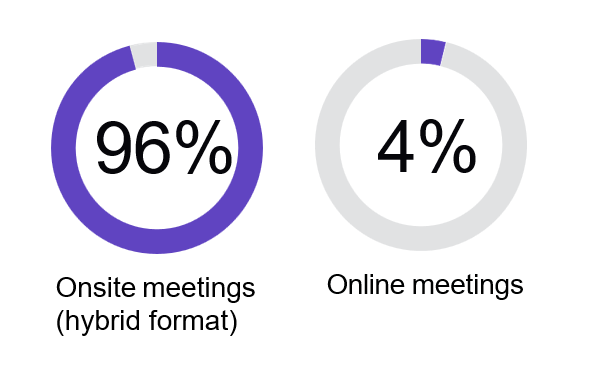 96%
4%
Onsite meetings
(hybrid format)
Online meetings